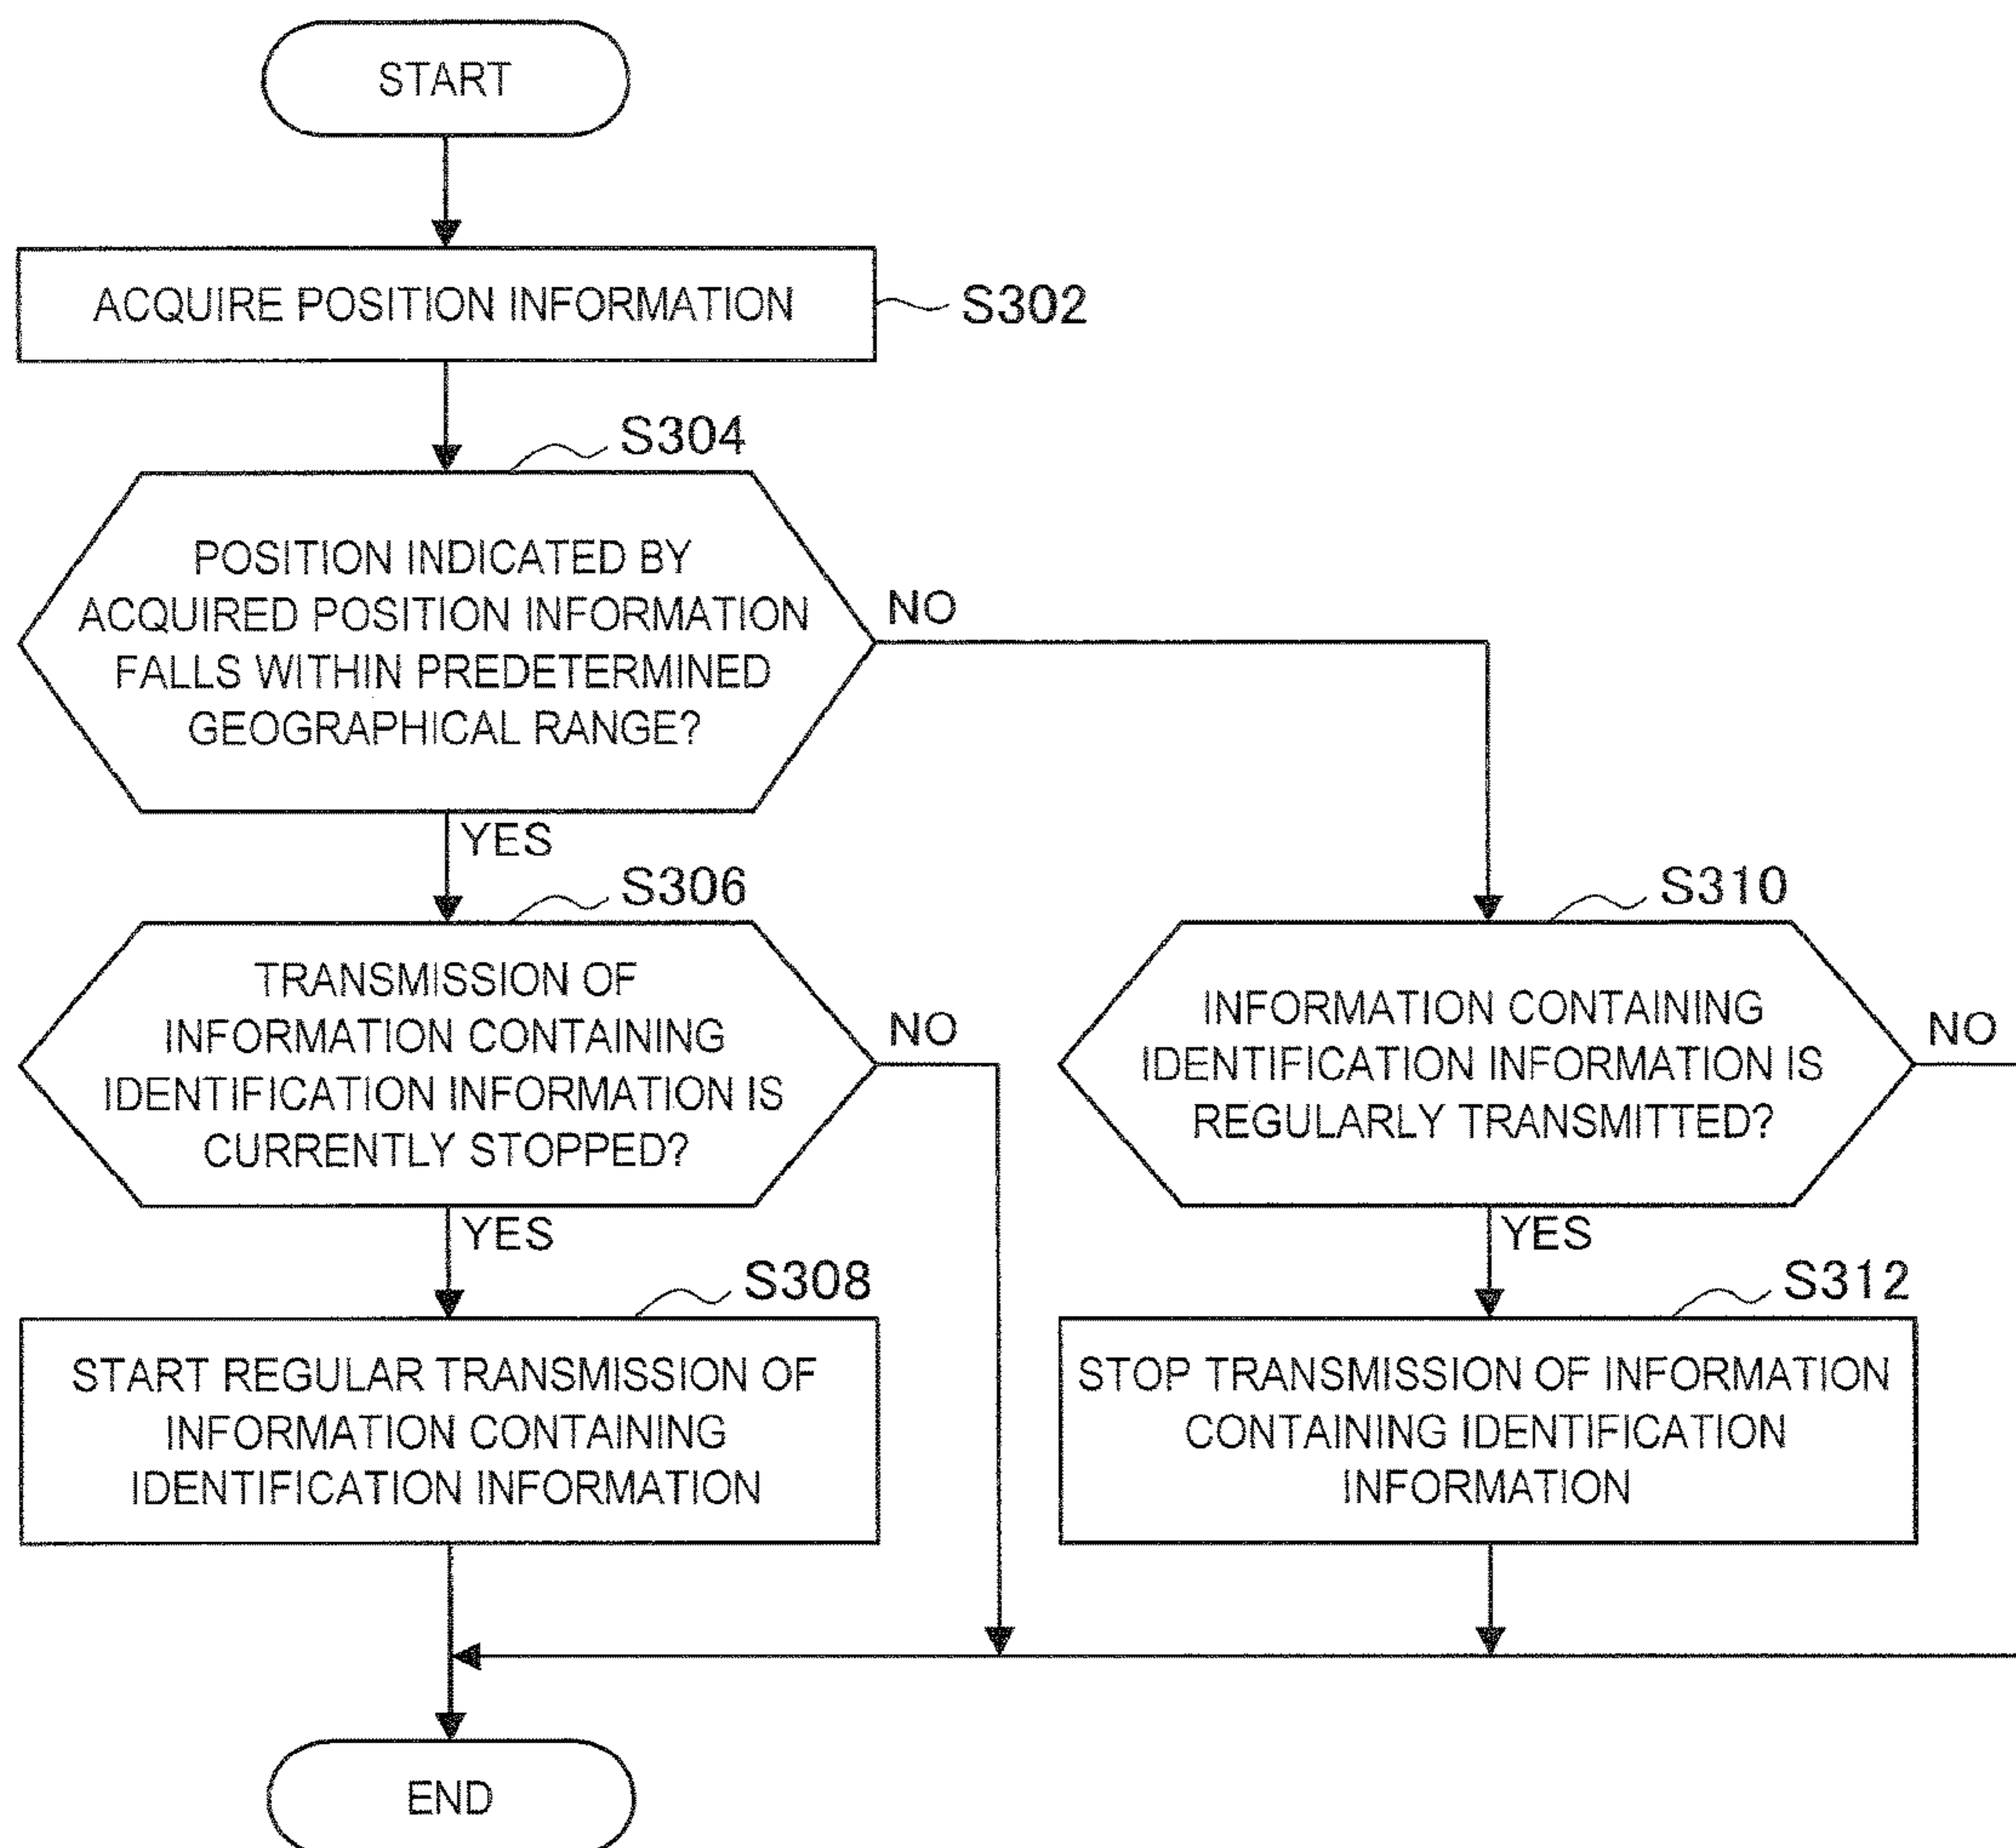 START
ACQUIRE POSITION INFORMATION
S302
S304
POSITION INDICATED BY
ACQUIRED POSITION INFORMATION
FALLS WITHIN PREDETERMINED
GEOGRAPHICAL RANGE?
NO
YES
S306
TRANSMISSION OF
INFORMATION CONTAINING
IDENTIFICATION INFORMATION IS
CURRENTLY STOPPED?
NO
YES
S308
START REGULAR TRANSMISSION OF
INFORMATION CONTAINING
IDENTIFICATION INFORMATION
S310
INFORMATION CONTAINING
IDENTIFICATION INFORMATION IS
REGULARLY TRANSMITTED?
NO
YES
S312
STOP TRANSMISSION OF INFORMATION
CONTAINING IDENTIFICATION
INFORMATION
END